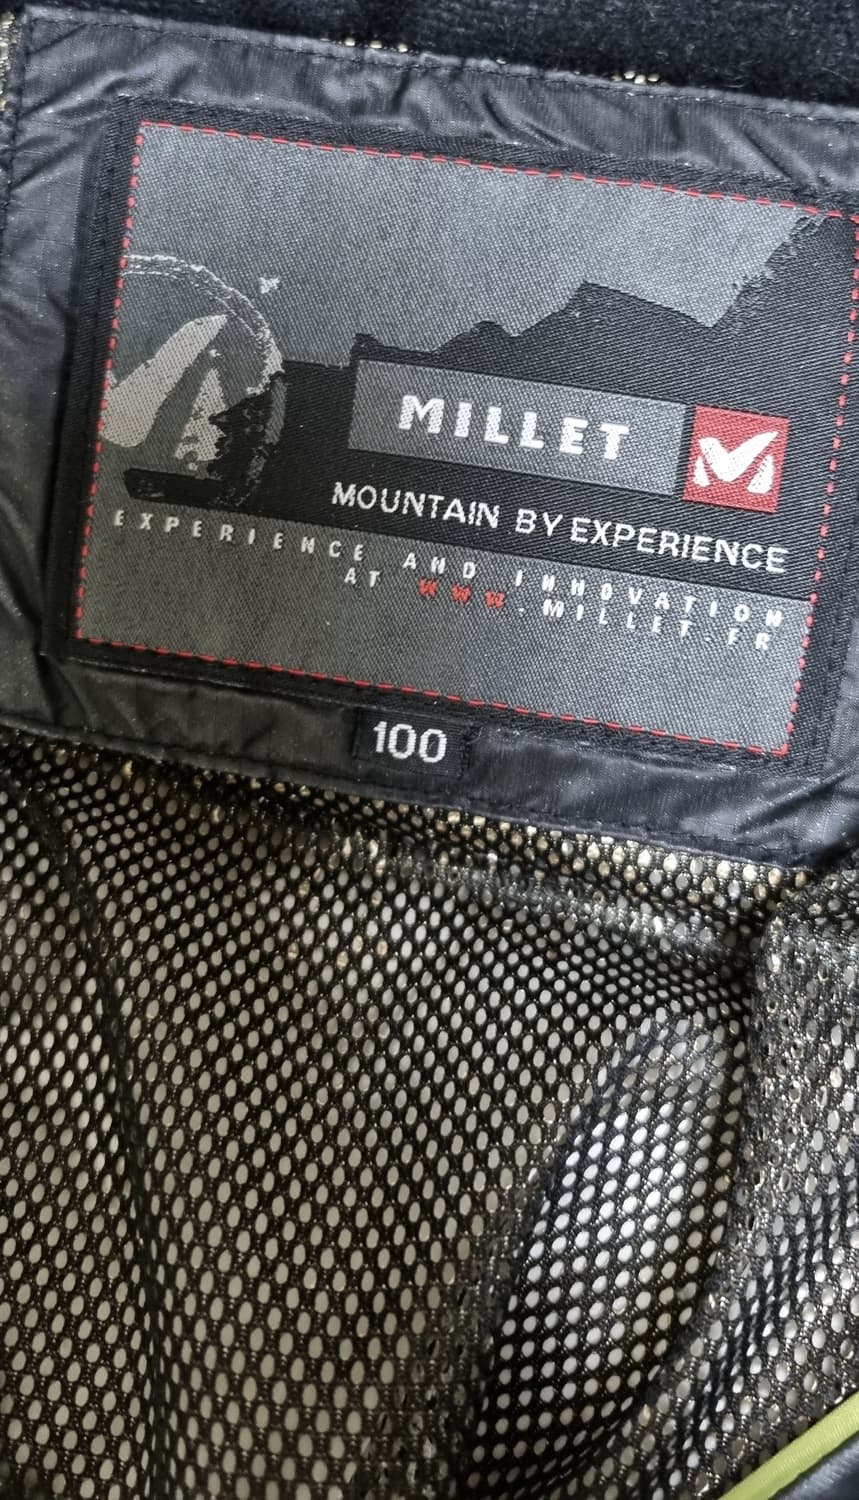 MILLET
MOUNTAIN BY EXPERIENCE
EXPERIENCE AND INNOVATION
AT WWW.MILLET.FR
100